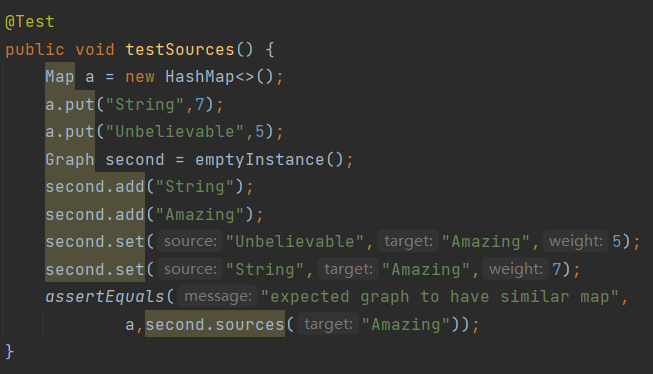 @Test
public void testSources() {
Map a = new HashMap<>();
a.put("String",7);
a.put("Unbelievable",5);
Graph second = emptyInstance();
second.add("String");
second.add("Amazing");
second.set( source: "Unbelievable", target: "Amazing", weight: 5);
second.set( source: "String", target: "Amazing", weight: 7);
assertEquals( message: "expected graph to have similar map",
a,second.sources( target: "Amazing"));
}